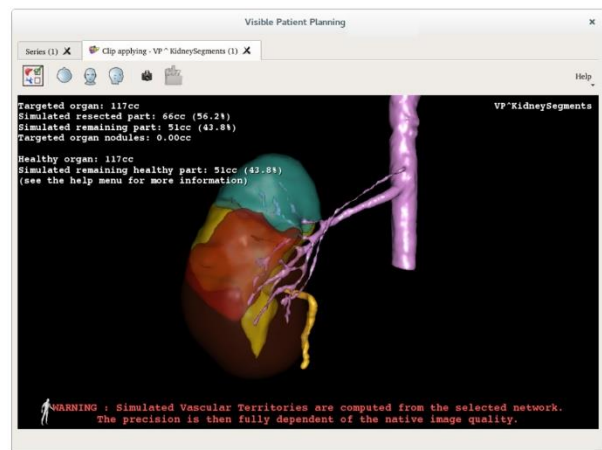 Visible Patient Planning
Series (1)
Clip applying - VP^KidneySegments (1)
Help
Targeted organ: 117cc
Simulated resected part: 66cc (56.2%)
Simulated remaining part: 51cc (43.8%)
Targeted organ nodules: 0.00cc
VP^KidneySegments
Healthy organ: 117cc
Simulated remaining healthy part: 51cc (43.8%)
(see the help menu for more information)
WARNING : Simulated Vascular Territories are computed from the selected network.
The precision is then fully dependent of the native image quality.